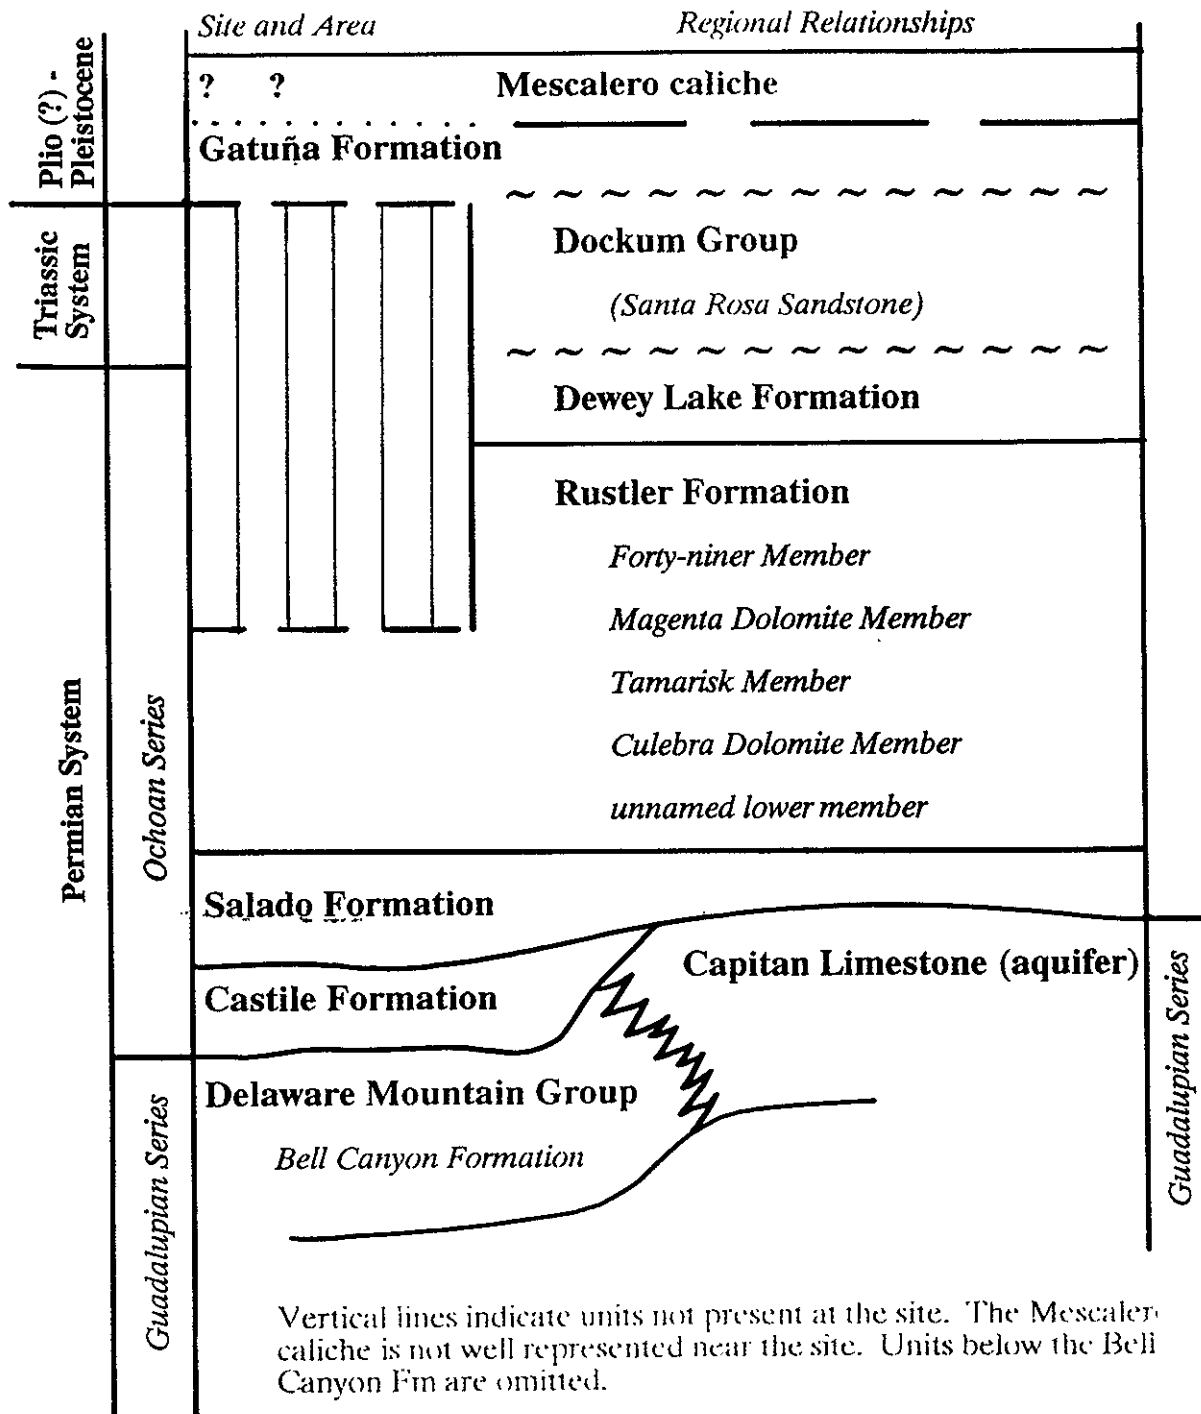 Site and Area
Regional Relationships
Plio (?) -
Pleistocene
? ?
Mescalero caliche
Gatuña Formation
Triassic
System
Dockum Group
(Santa Rosa Sandstone)
Dewey Lake Formation
Permian System
Ochoan Series
Rustler Formation
Forty-niner Member
Magenta Dolomite Member
Tamarisk Member
Culebra Dolomite Member
unnamed lower member
Salado Formation
Capitan Limestone (aquifer)
Castile Formation
Guadalupian Series
Delaware Mountain Group
Bell Canyon Formation
Guadalupian Series
Vertical lines indicate units not present at the site. The Mescalero
caliche is not well represented near the site. Units below the Bell
Canyon Fm are omitted.